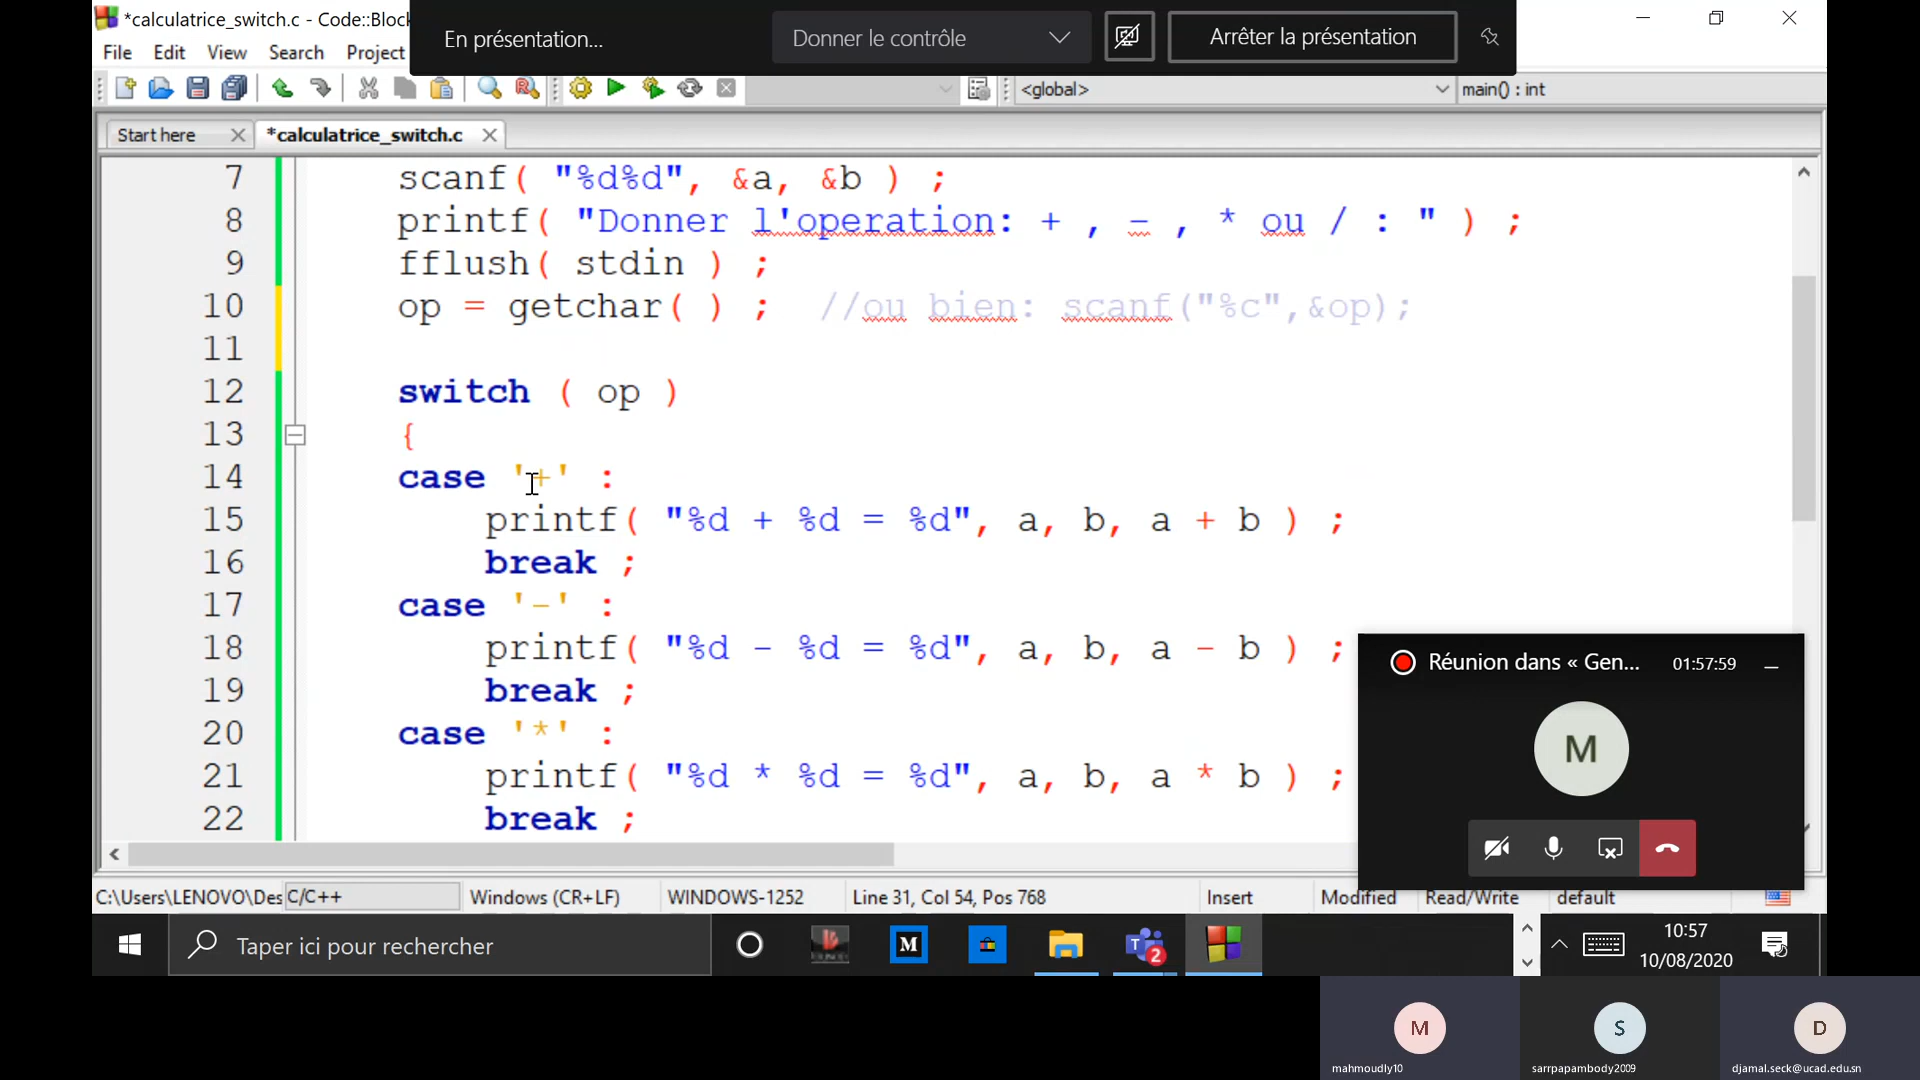 *calculatrice_switch.c - Code::Block
En présentation...
Donner le contrôle
Arrêter la présentation
File Edit View Search Project
<global>
main() : int
Start here
*calculatrice_switch.c
7 scanf( "%d%d", &a, &b ) ;
8 printf( "Donner l'operation: + , - , * ou / : " ) ;
9 fflush( stdin ) ;
10 op = getchar( ) ; //ou bien: scanf("%c",&op);
11
12 switch ( op )
13 {
14 case '+' :
15 printf( "%d + %d = %d", a, b, a + b ) ;
16 break ;
17 case '-' :
18 printf( "%d - %d = %d", a, b, a - b ) ;
19 break ;
20 case '*' :
21 printf( "%d * %d = %d", a, b, a * b ) ;
22 break ;
Réunion dans « Gen... 01:57:59
M
C:\Users\LENOVO\Des C/C++ Windows (CR+LF) WINDOWS-1252 Line 31, Col 54, Pos 768 Insert Modified Read/Write default
Taper ici pour rechercher
M
T
2
10:57
10/08/2020
M
S
D
mahmoudly10
sarrpapambody2009
djamal.seck@ucad.edu.sn